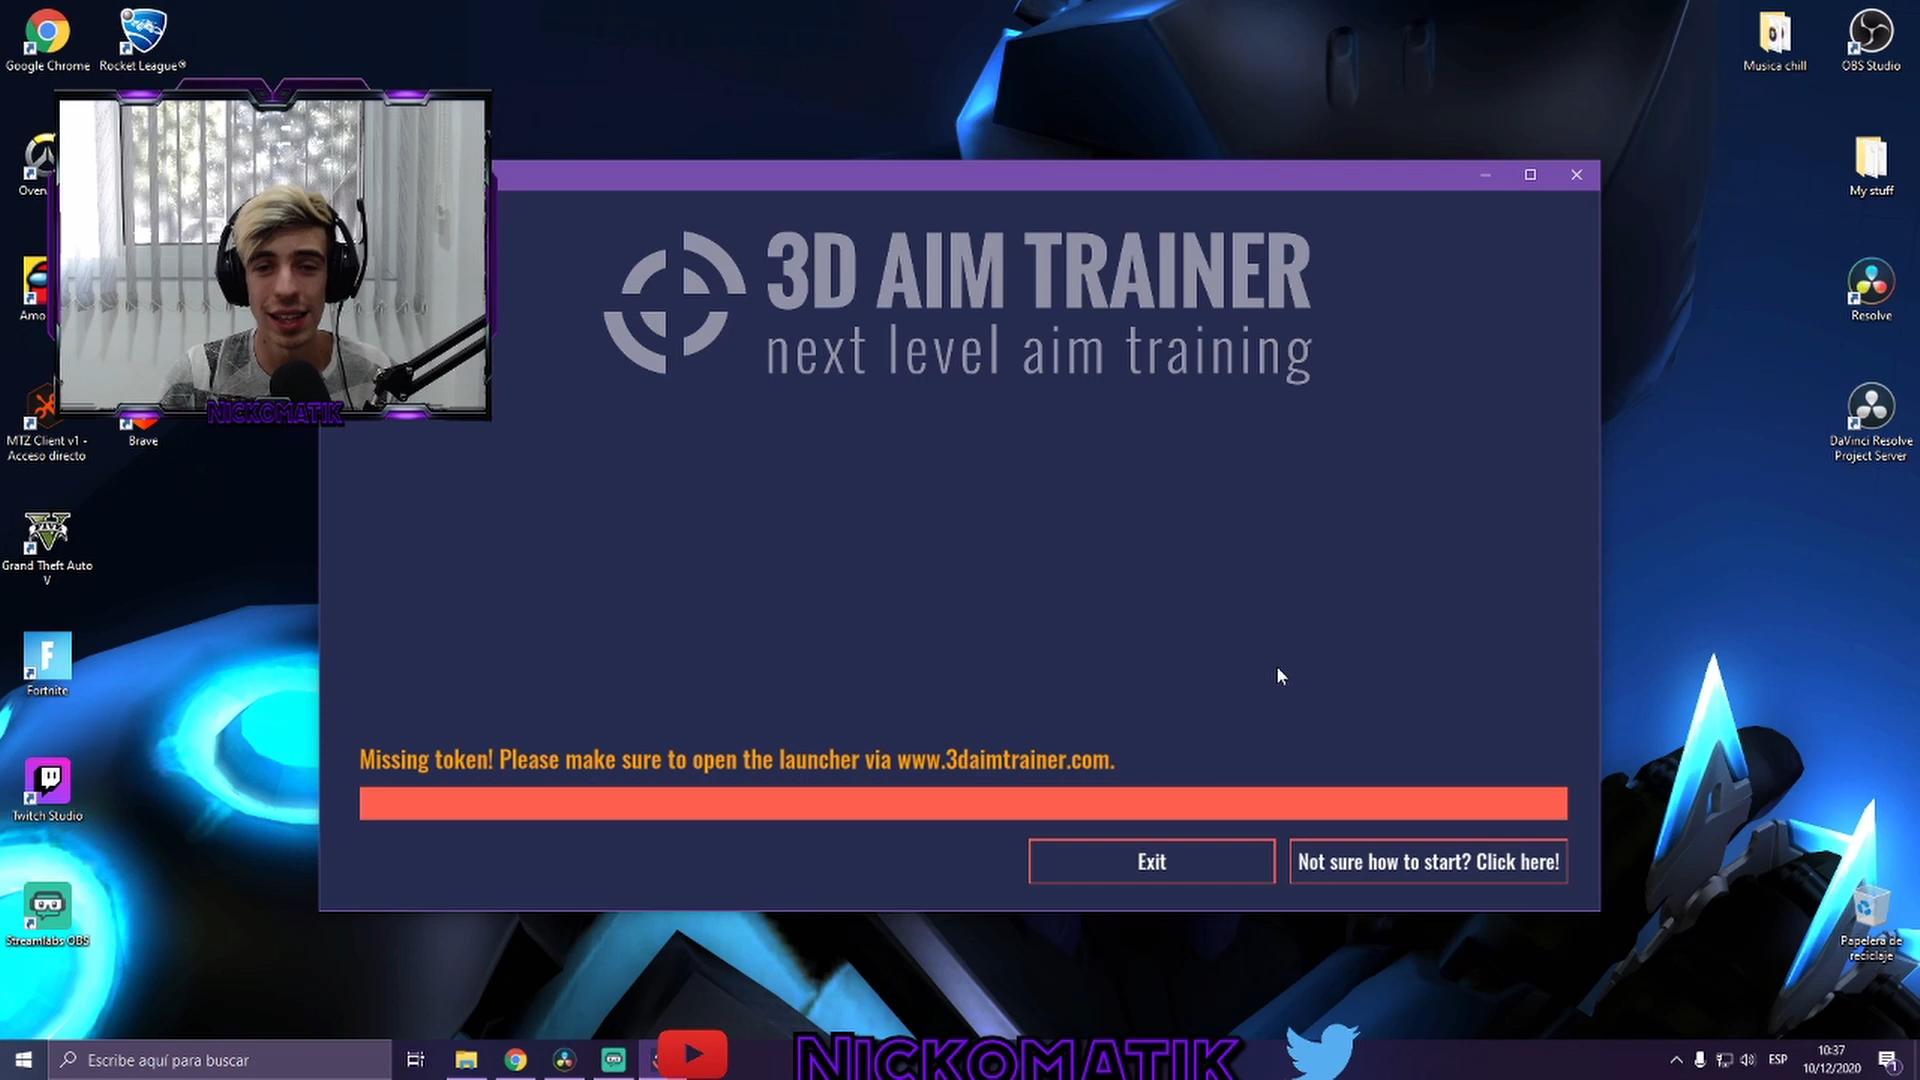 Google Chrome
Rocket League®
Musica chill
OBS Studio
My stuff
Resolve
DaVinci Resolve
Project Server
NICKOMATIK
MTZ Client v1 -
Acceso directo
Brave
Grand Theft Auto
V
Fortnite
Twitch Studio
Streamlabs OBS
Papelera de
reciclaje
3D AIM TRAINER
next level aim training
Missing token! Please make sure to open the launcher via www.3daimtrainer.com.
Exit
Not sure how to start? Click here!
Escribe aquí para buscar
NICKOMATIK
ESP
10:37
10/12/2020
1